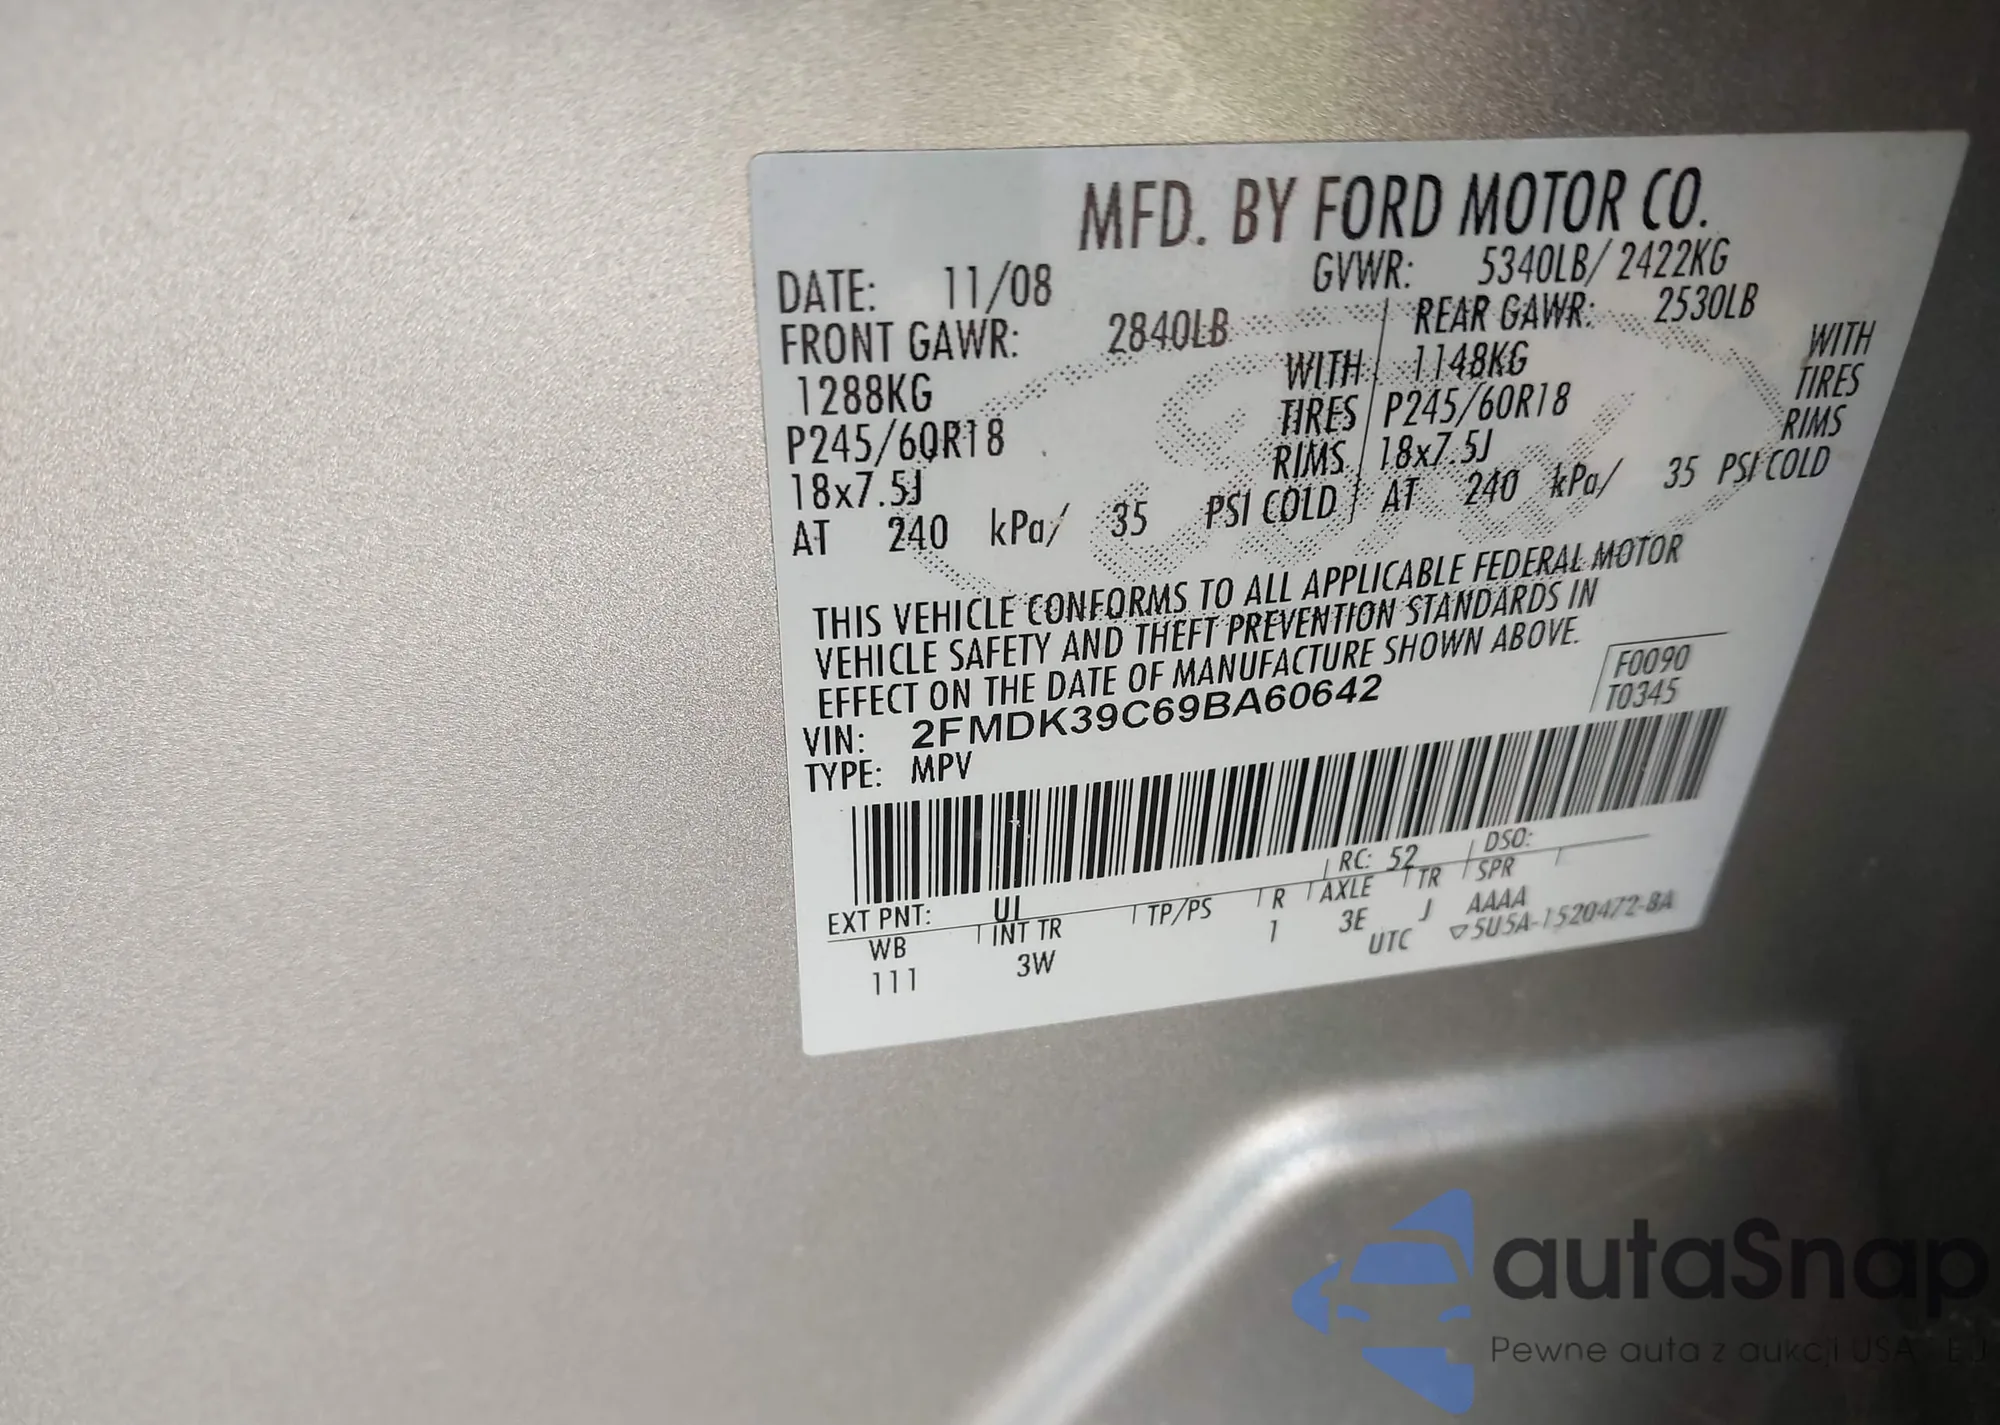 MFD. BY FORD MOTOR CO.
DATE: 11/08 GVWR: 5340LB/ 2422KG
FRONT GAWR: 2840LB REAR GAWR: 2530LB
1288KG WITH 1148KG WITH
P245/60R18 TIRES P245/60R18 TIRES
18x7.5J RIMS 18x7.5J RIMS
AT 240 kPa/ 35 PSI COLD AT 240 kPa/ 35 PSI COLD
THIS VEHICLE CONFORMS TO ALL APPLICABLE FEDERAL MOTOR
VEHICLE SAFETY AND THEFT PREVENTION STANDARDS IN
EFFECT ON THE DATE OF MANUFACTURE SHOWN ABOVE.
VIN: 2FMDK39C69BA60642 F0090
TYPE: MPV T0345
EXT PNT: UJ RC: 52 DSO:
WB INT TR TP/PS R AXLE TR SPR
111 3W 1 3E J AAAA
UTC ▽5U5A-1520472-BA
autaSnap
Pewne auta z aukcji USA